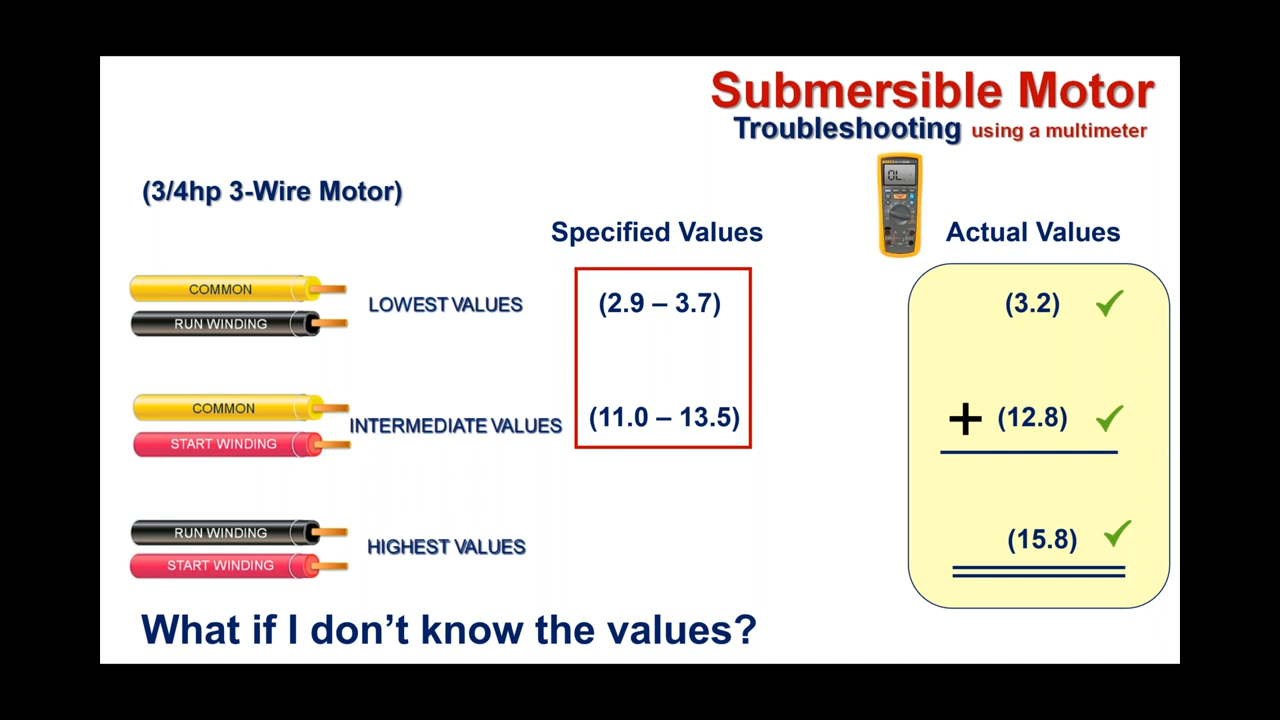 Submersible Motor
Troubleshooting using a multimeter
(3/4hp 3-Wire Motor)
OL.
Specified Values
Actual Values
COMMON
RUN WINDING
LOWEST VALUES
(2.9 – 3.7)
(3.2)
COMMON
START WINDING
INTERMEDIATE VALUES
(11.0 – 13.5)
+ (12.8)
RUN WINDING
START WINDING
HIGHEST VALUES
(15.8)
What if I don’t know the values?